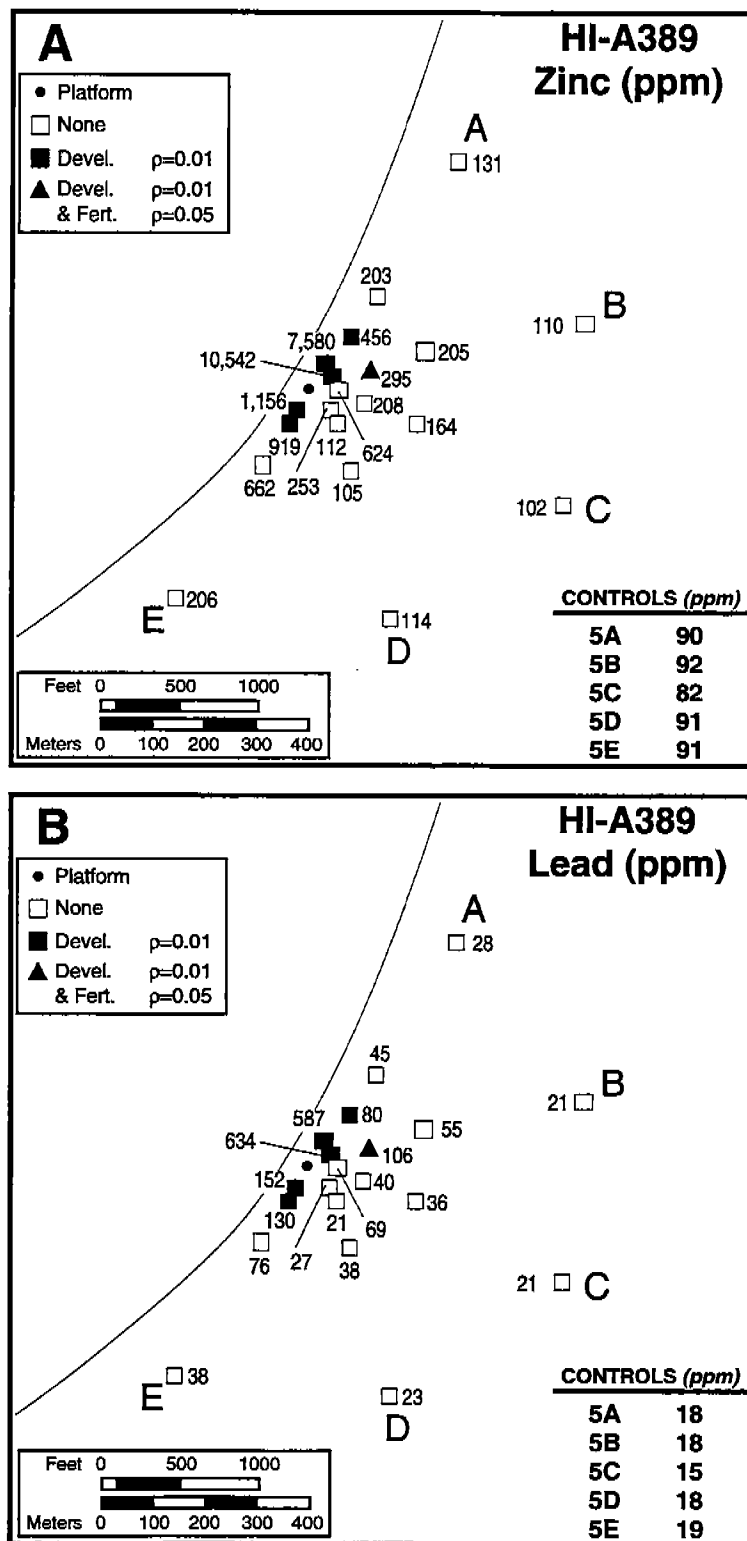 A
HI-A389
Zinc (ppm)
Platform
None
Devel. ρ=0.01
Devel. ρ=0.01
& Fert. ρ=0.05
A
131
203
B
110
7,580
456
205
10,542
295
1,156
208
164
919
112
624
662
253
105
102
C
206
E
114
D
CONTROLS (ppm)
5A 90
5B 92
5C 82
5D 91
5E 91
Feet 0 500 1000
Meters 0 100 200 300 400
B
HI-A389
Lead (ppm)
Platform
None
Devel. ρ=0.01
Devel. ρ=0.01
& Fert. ρ=0.05
A
28
45
B
21
587
80
55
634
106
152
40
36
130
21
69
76
27
38
21
C
38
E
23
D
CONTROLS (ppm)
5A 18
5B 18
5C 15
5D 18
5E 19
Feet 0 500 1000
Meters 0 100 200 300 400